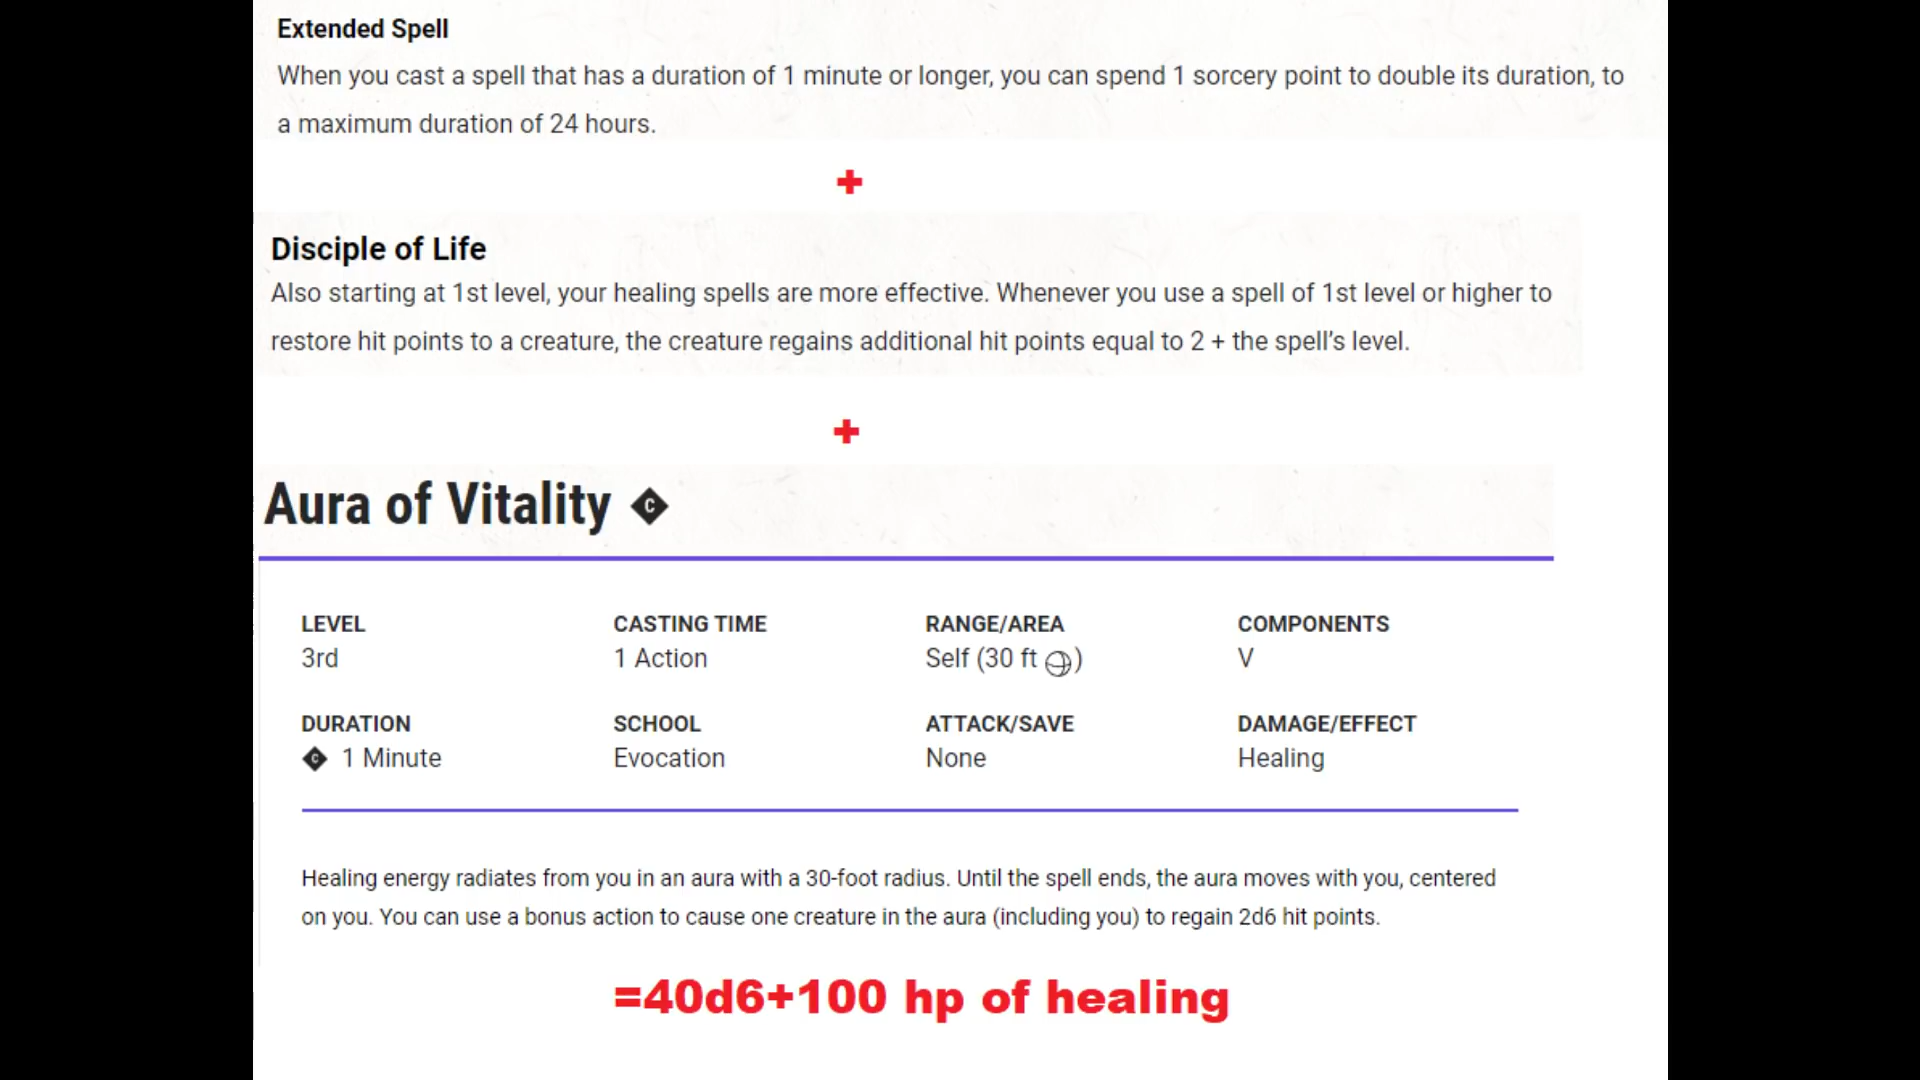 Extended Spell
When you cast a spell that has a duration of 1 minute or longer, you can spend 1 sorcery point to double its duration, to
a maximum duration of 24 hours.
+
Disciple of Life
Also starting at 1st level, your healing spells are more effective. Whenever you use a spell of 1st level or higher to
restore hit points to a creature, the creature regains additional hit points equal to 2 + the spell’s level.
+
Aura of Vitality C
LEVEL CASTING TIME RANGE/AREA COMPONENTS
3rd 1 Action Self (30 ft ) V
DURATION SCHOOL ATTACK/SAVE DAMAGE/EFFECT
C 1 Minute Evocation None Healing
Healing energy radiates from you in an aura with a 30-foot radius. Until the spell ends, the aura moves with you, centered
on you. You can use a bonus action to cause one creature in the aura (including you) to regain 2d6 hit points.
=40d6+100 hp of healing